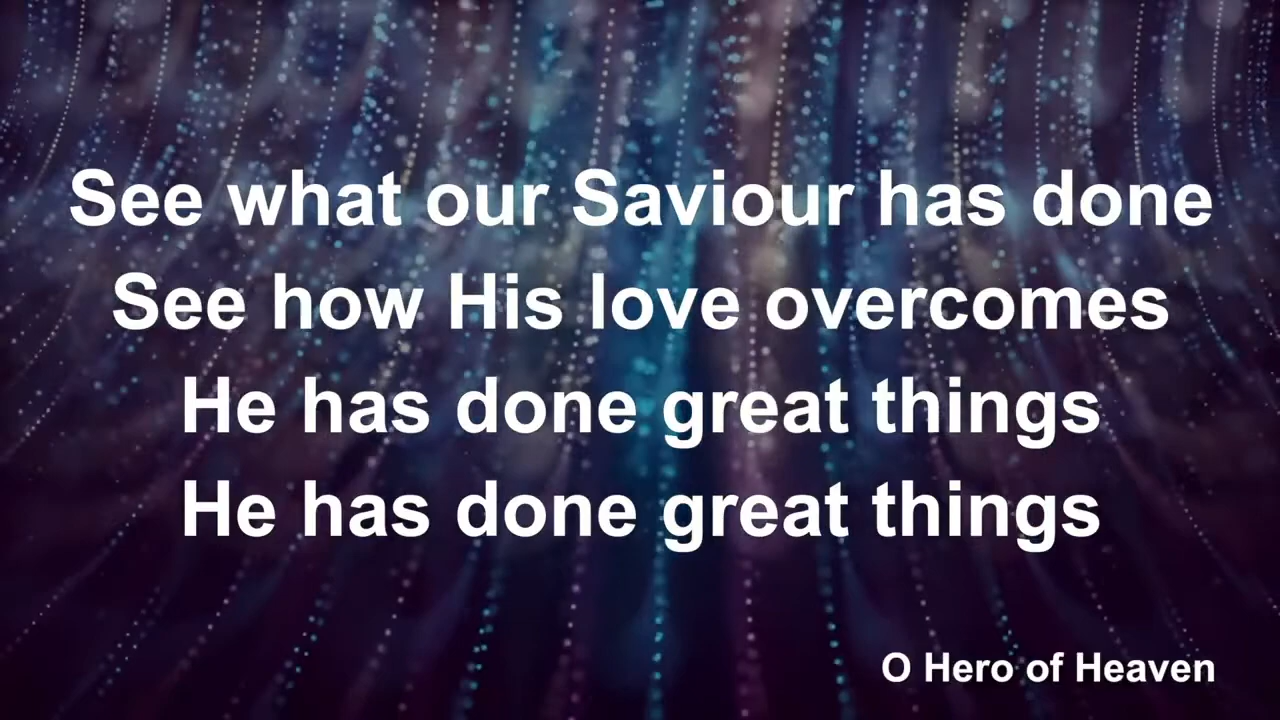 See what our Saviour has done
See how His love overcomes
He has done great things
He has done great things
O Hero of Heaven